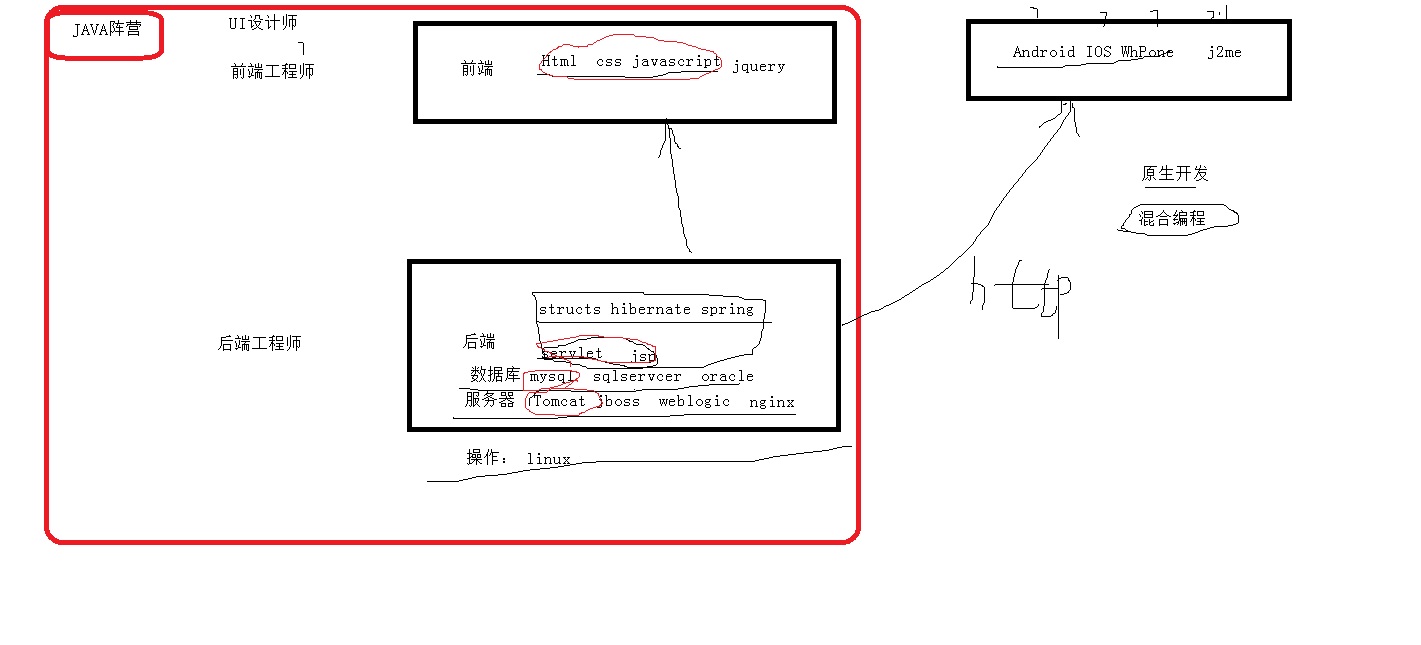 JAVA阵营
UI设计师
前端工程师
前端 Html css javascript jquery
Android IOS WhPone j2me
原生开发
混合编程
http
structs hibernate spring
后端工程师
后端 servlet jsp
数据库 mysql sqlservcer oracle
服务器 Tomcat jboss weblogic nginx
操作： linux